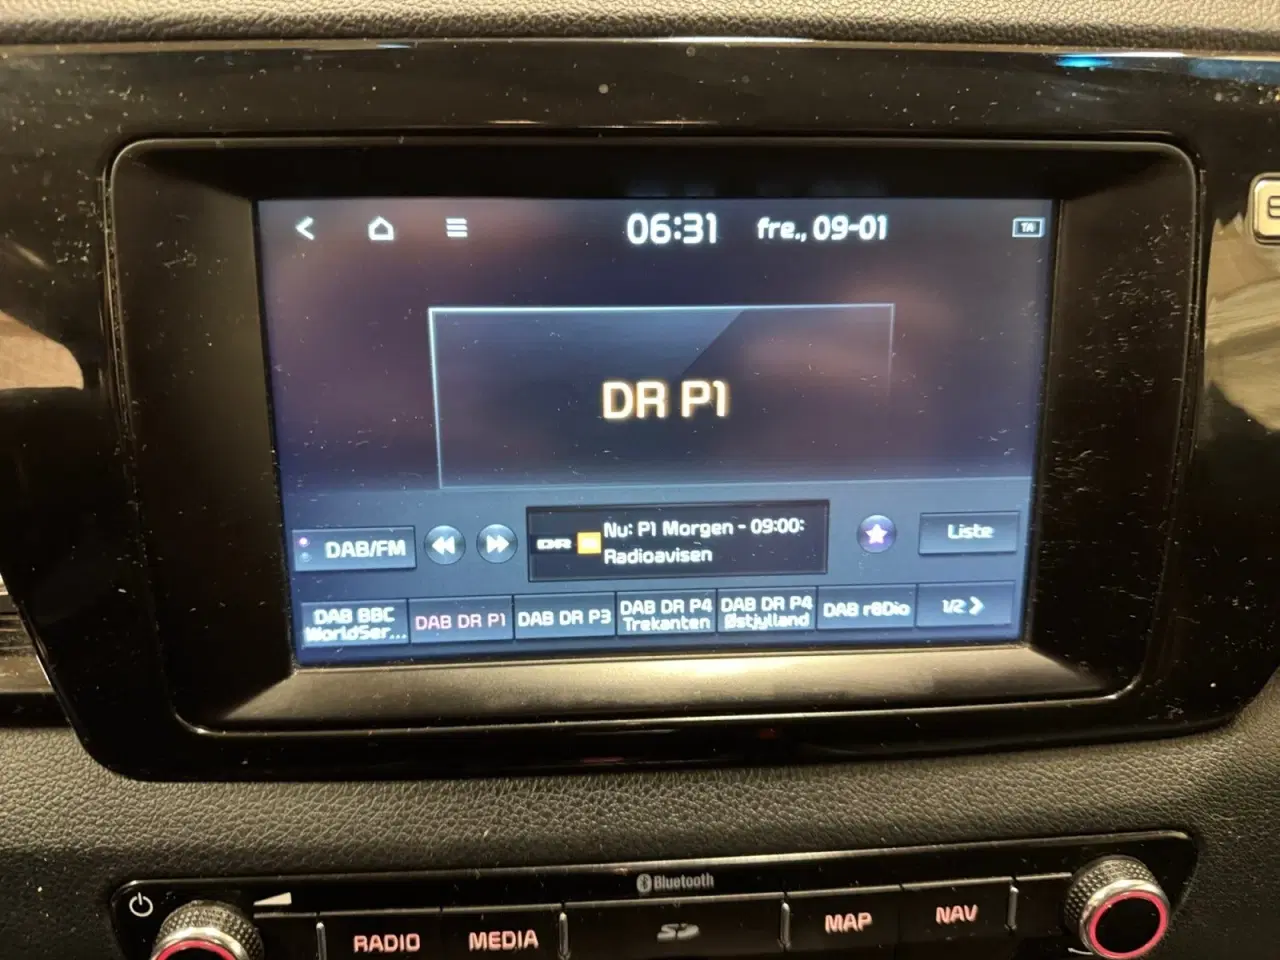 06:31 fre., 09-01 TA
DR P1
DAB/FM
DR
Nu: P1 Morgen - 09:00:
Radioavisen
Liste
DAB BBC
WorldSer...
DAB DR P1
DAB DR P3
DAB DR P4
Trekanten
DAB DR P4
Østjylland
DAB r8Dio
1/2
Bluetooth
RADIO
MEDIA
SD
MAP
NAV